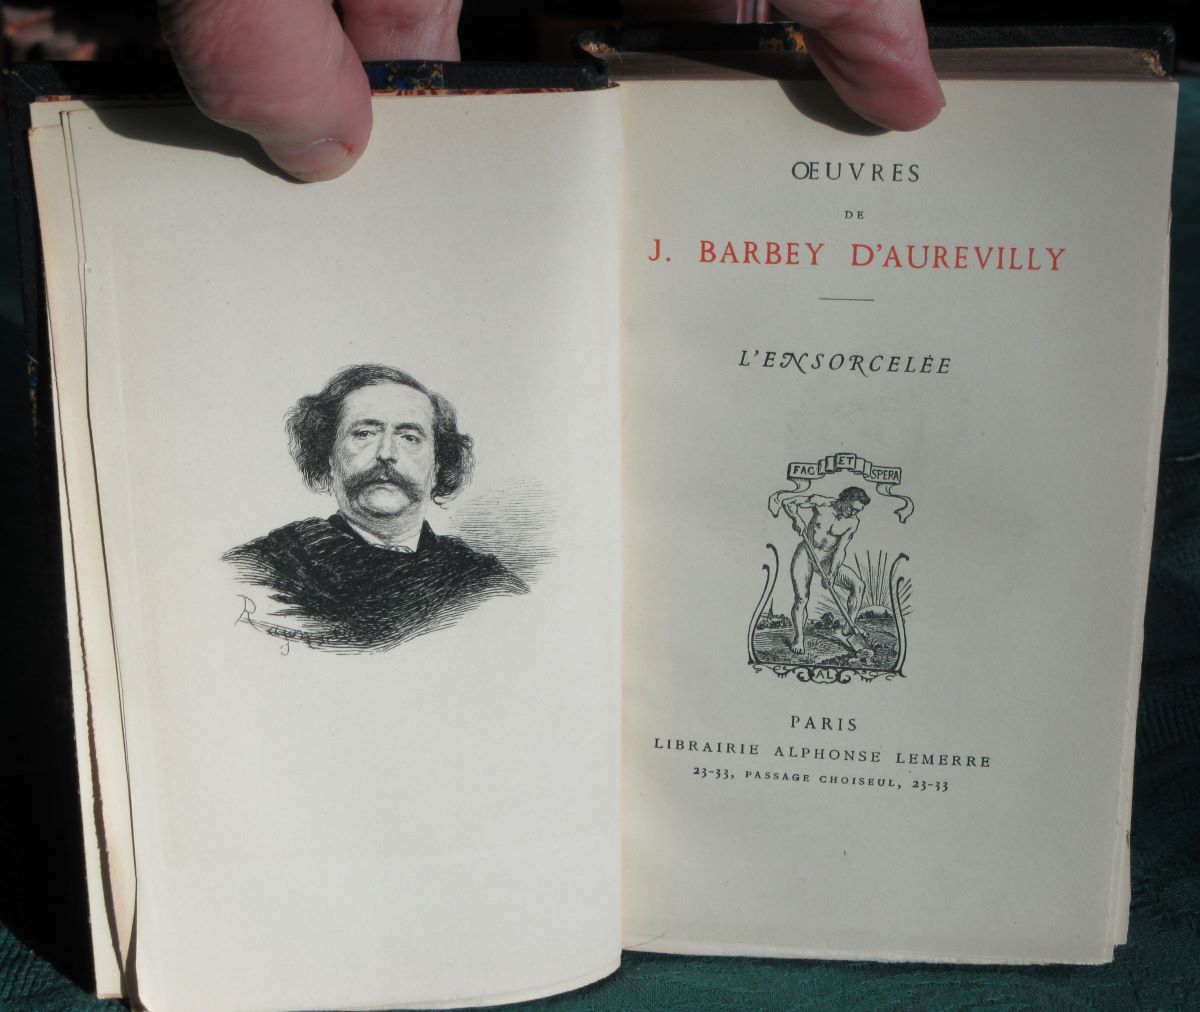 ŒUVRES
DE
J. BARBEY D'AUREVILLY
L'ENSORCELÉE
FAC ET SPERA
AL
PARIS
LIBRAIRIE ALPHONSE LEMERRE
23-33, PASSAGE CHOISEUL, 23-33